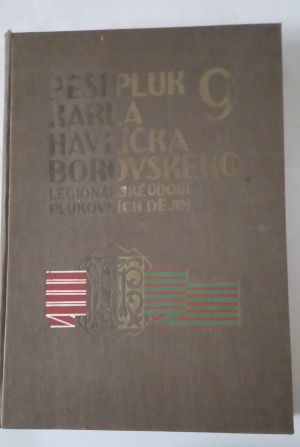 PĚŠÍ PLUK 9
KARLA
HAVLÍČKA
BOROVSKÉHO
LEGIONÁŘSKÉ ÚDOBÍ
PLUKOVNÍCH DĚJIN